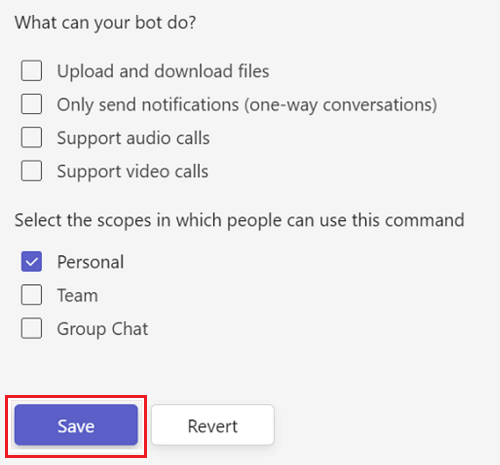 What can your bot do?
Upload and download files
Only send notifications (one-way conversations)
Support audio calls
Support video calls
Select the scopes in which people can use this command
Personal
Team
Group Chat
Save Revert